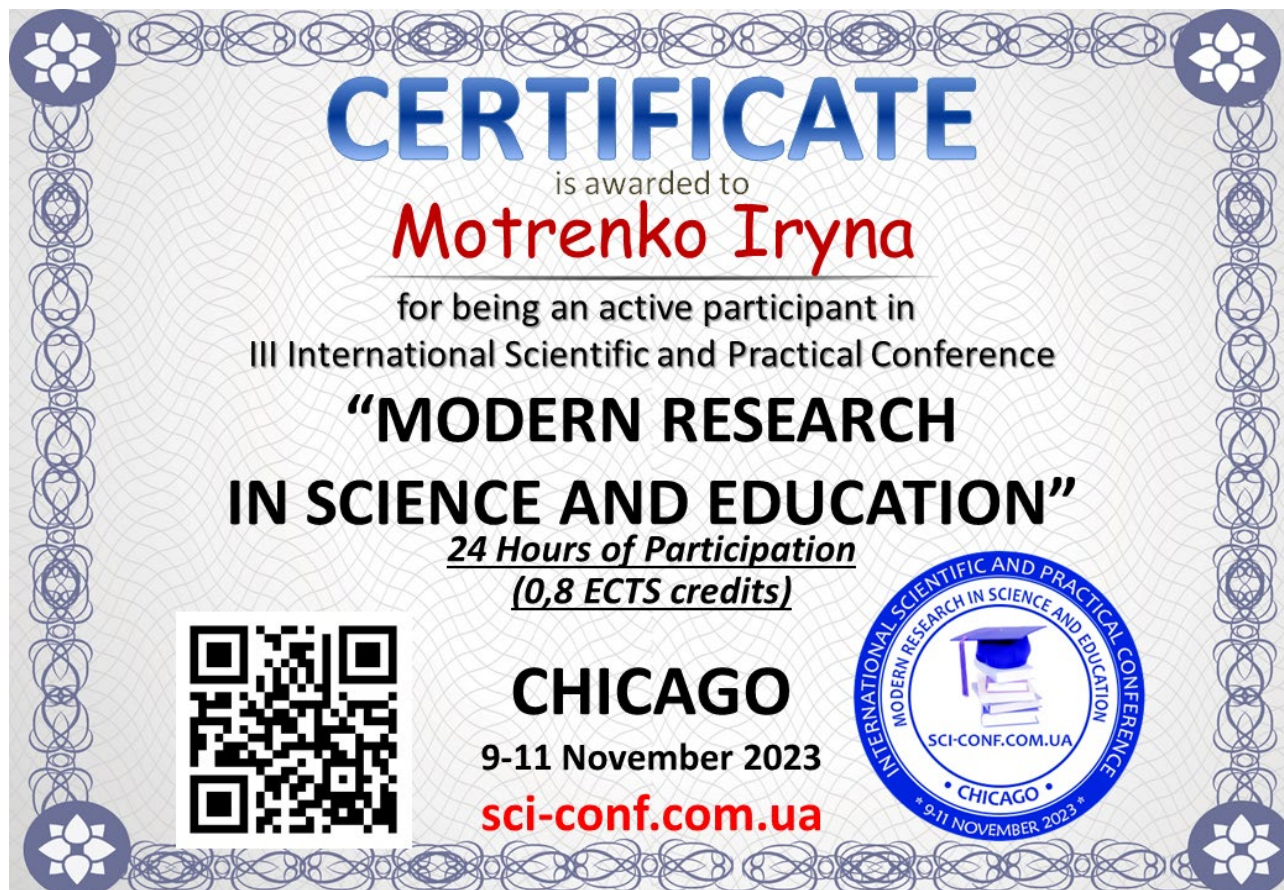 CERTIFICATE
is awarded to
Motrenko Iryna
for being an active participant in
III International Scientific and Practical Conference
“MODERN RESEARCH
IN SCIENCE AND EDUCATION”
24 Hours of Participation
(0,8 ECTS credits)
CHICAGO
9-11 November 2023
sci-conf.com.ua
INTERNATIONAL SCIENTIFIC AND PRACTICAL CONFERENCE
MODERN RESEARCH IN SCIENCE AND EDUCATION
SCI-CONF.COM.UA
• CHICAGO •
* 9-11 NOVEMBER 2023 *